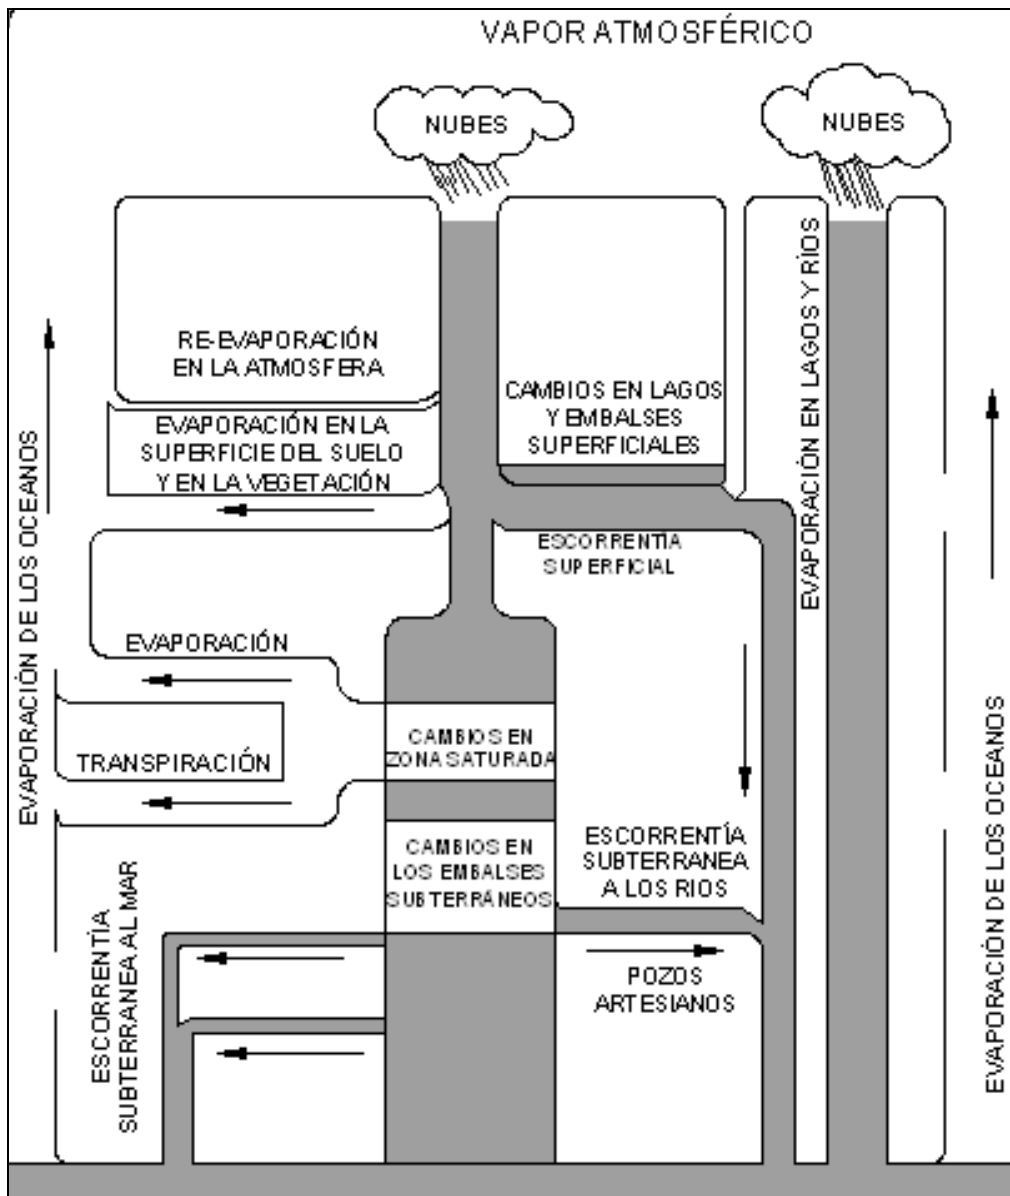 VAPOR ATMOSFÉRICO
NUBES
NUBES
RE-EVAPORACIÓN
EN LA ATMOSFERA
EVAPORACIÓN EN LA
SUPERFICIE DEL SUELO
Y EN LA VEGETACIÓN
CAMBIOS EN LAGOS
Y EMBALSES
SUPERFICIALES
EVAPORACIÓN EN LAGOS Y RÍOS
EVAPORACIÓN DE LOS OCEANOS
ESCORRENTÍA
SUPERFICIAL
EVAPORACIÓN
TRANSPIRACIÓN
CAMBIOS EN
ZONA SATURADA
CAMBIOS EN
LOS EMBALSES
SUBTERRÁNEOS
ESCORRENTÍA
SUBTERRANEA
A LOS RIOS
POZOS
ARTESIANOS
ESCORRENTÍA
SUBTERRANEA AL MAR
EVAPORACIÓN DE LOS OCEANOS